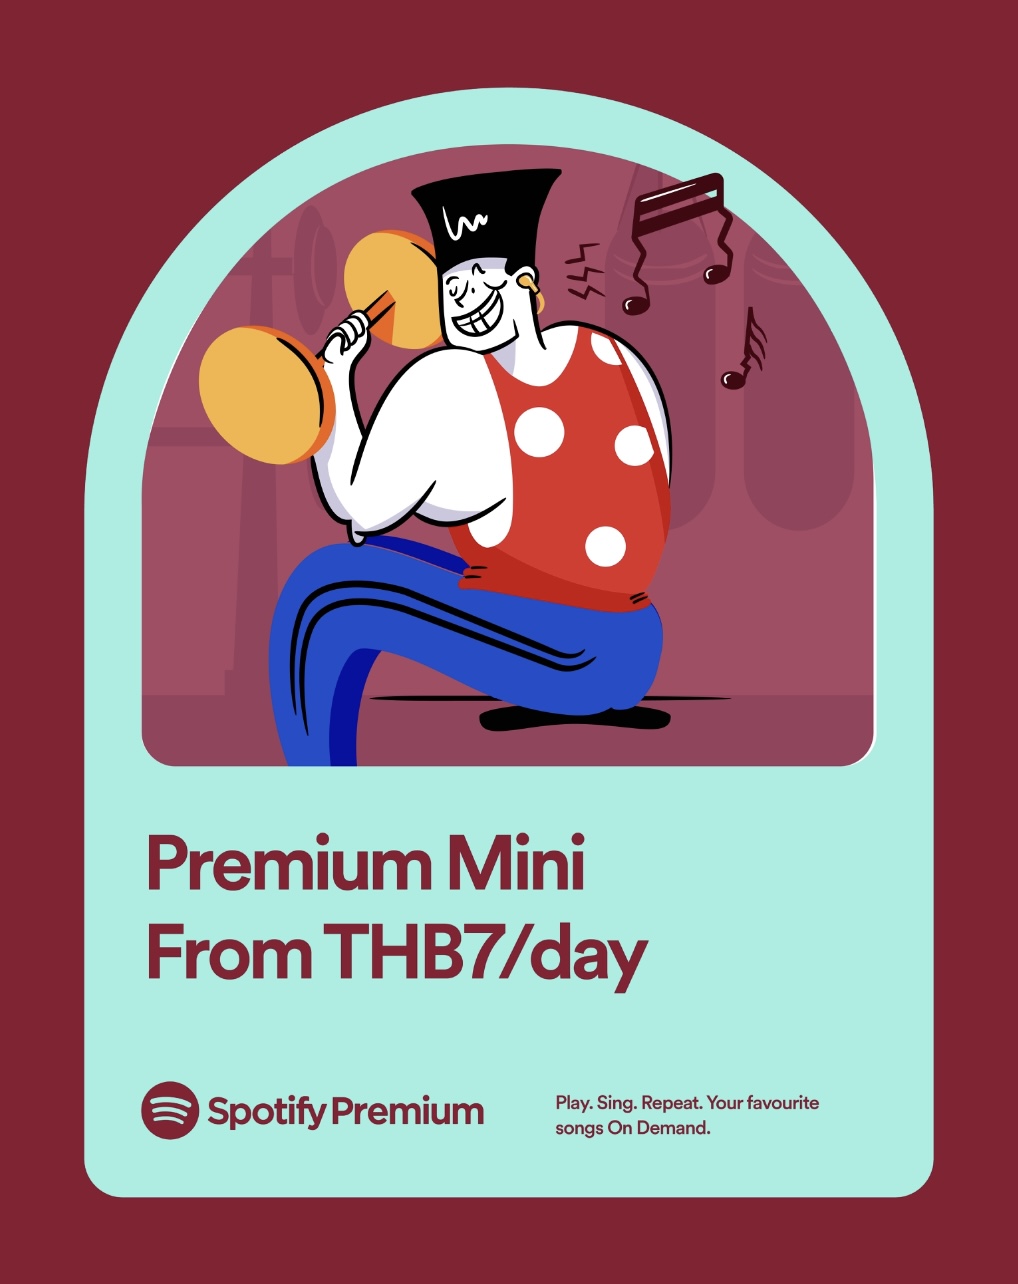 Premium Mini
From THB7/day
Spotify Premium
Play. Sing. Repeat. Your favourite
songs On Demand.